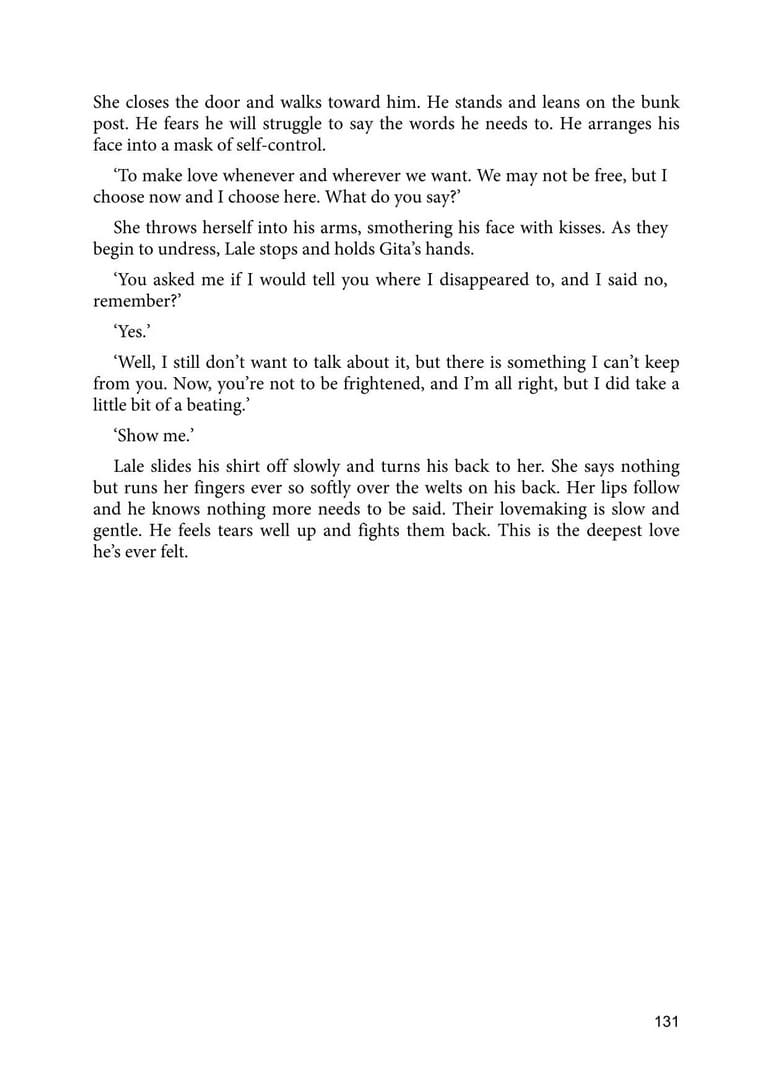 She closes the door and walks toward him. He stands and leans on the bunk
post. He fears he will struggle to say the words he needs to. He arranges his
face into a mask of self-control.
‘To make love whenever and wherever we want. We may not be free, but I
choose now and I choose here. What do you say?’
She throws herself into his arms, smothering his face with kisses. As they
begin to undress, Lale stops and holds Gita’s hands.
‘You asked me if I would tell you where I disappeared to, and I said no,
remember?’
‘Yes.’
‘Well, I still don’t want to talk about it, but there is something I can’t keep
from you. Now, you’re not to be frightened, and I’m all right, but I did take a
little bit of a beating.’
‘Show me.’
Lale slides his shirt off slowly and turns his back to her. She says nothing
but runs her fingers ever so softly over the welts on his back. Her lips follow
and he knows nothing more needs to be said. Their lovemaking is slow and
gentle. He feels tears well up and fights them back. This is the deepest love
he’s ever felt.
131